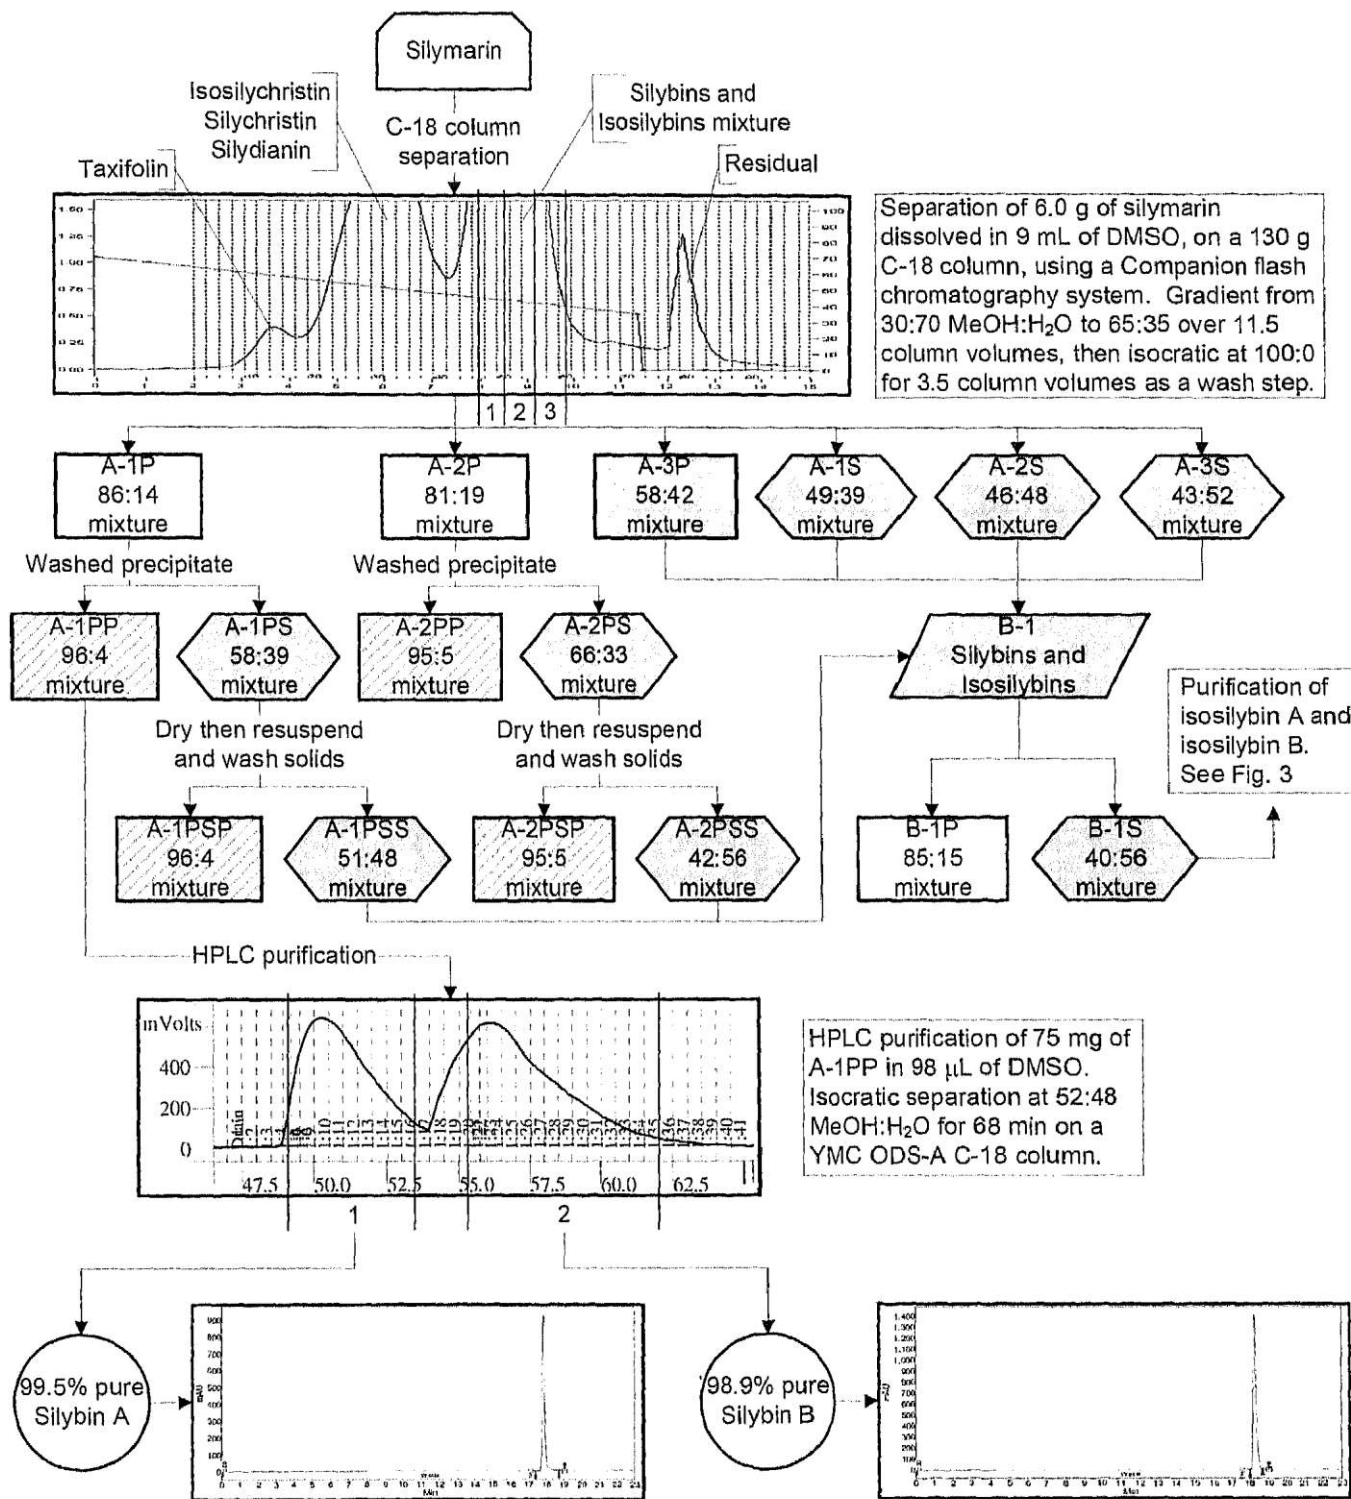 Silymarin
Isosilychristin
Silychristin
Silydianin
Silybins and
Isosilybins mixture
C-18 column
separation
Taxifolin
Residual
Separation of 6.0 g of silymarin
dissolved in 9 mL of DMSO, on a 130 g
C-18 column, using a Companion flash
chromatography system. Gradient from
30:70 MeOH:H₂O to 65:35 over 11.5
column volumes, then isocratic at 100:0
for 3.5 column volumes as a wash step.
1 2 3
A-1P
86:14
mixture
A-2P
81:19
mixture
A-3P
58:42
mixture
A-1S
49:39
mixture
A-2S
46:48
mixture
A-3S
43:52
mixture
Washed precipitate
Washed precipitate
A-1PP
96:4
mixture
A-1PS
58:39
mixture
A-2PP
95:5
mixture
A-2PS
66:33
mixture
B-1
Silybins and
Isosilybins
Purification of
isosilybin A and
isosilybin B.
See Fig. 3
Dry then resuspend
and wash solids
Dry then resuspend
and wash solids
A-1PSP
96:4
mixture
A-1PSS
51:48
mixture
A-2PSP
95:5
mixture
A-2PSS
42:56
mixture
B-1P
85:15
mixture
B-1S
40:56
mixture
HPLC purification
mVolts
400
200
0
47.5 50.0 52.5 55.0 57.5 60.0 62.5
1 2
HPLC purification of 75 mg of
A-1PP in 98 µL of DMSO.
Isocratic separation at 52:48
MeOH:H₂O for 68 min on a
YMC ODS-A C-18 column.
99.5% pure
Silybin A
98.9% pure
Silybin B